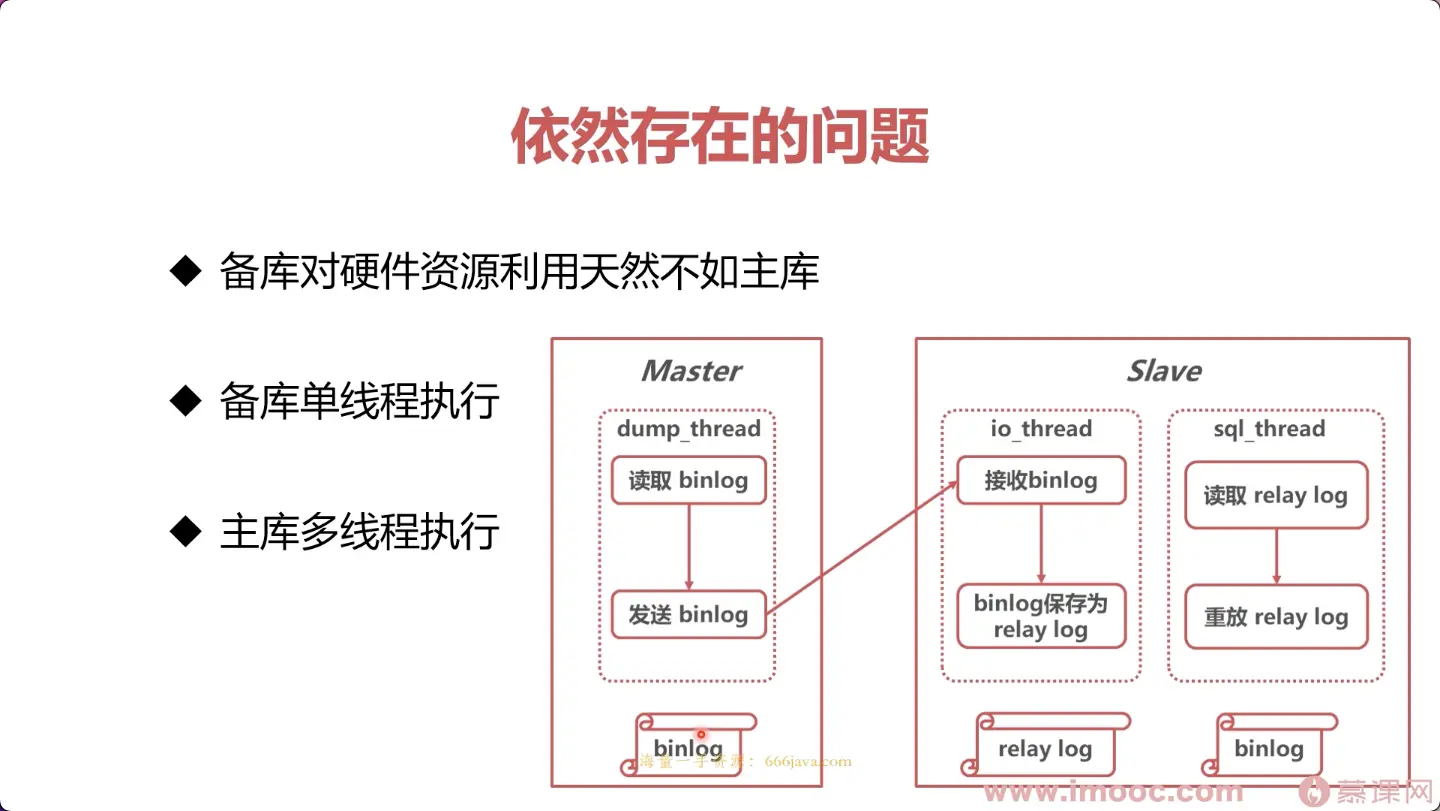 依然存在的问题
◆ 备库对硬件资源利用天然不如主库
◆ 备库单线程执行
◆ 主库多线程执行
Master
dump_thread
读取 binlog
发送 binlog
binlog
Slave
io_thread
接收binlog
binlog保存为
relay log
relay log
sql_thread
读取 relay log
重放 relay log
binlog
海量一手资源：666java.com
www.imooc.com
慕课网